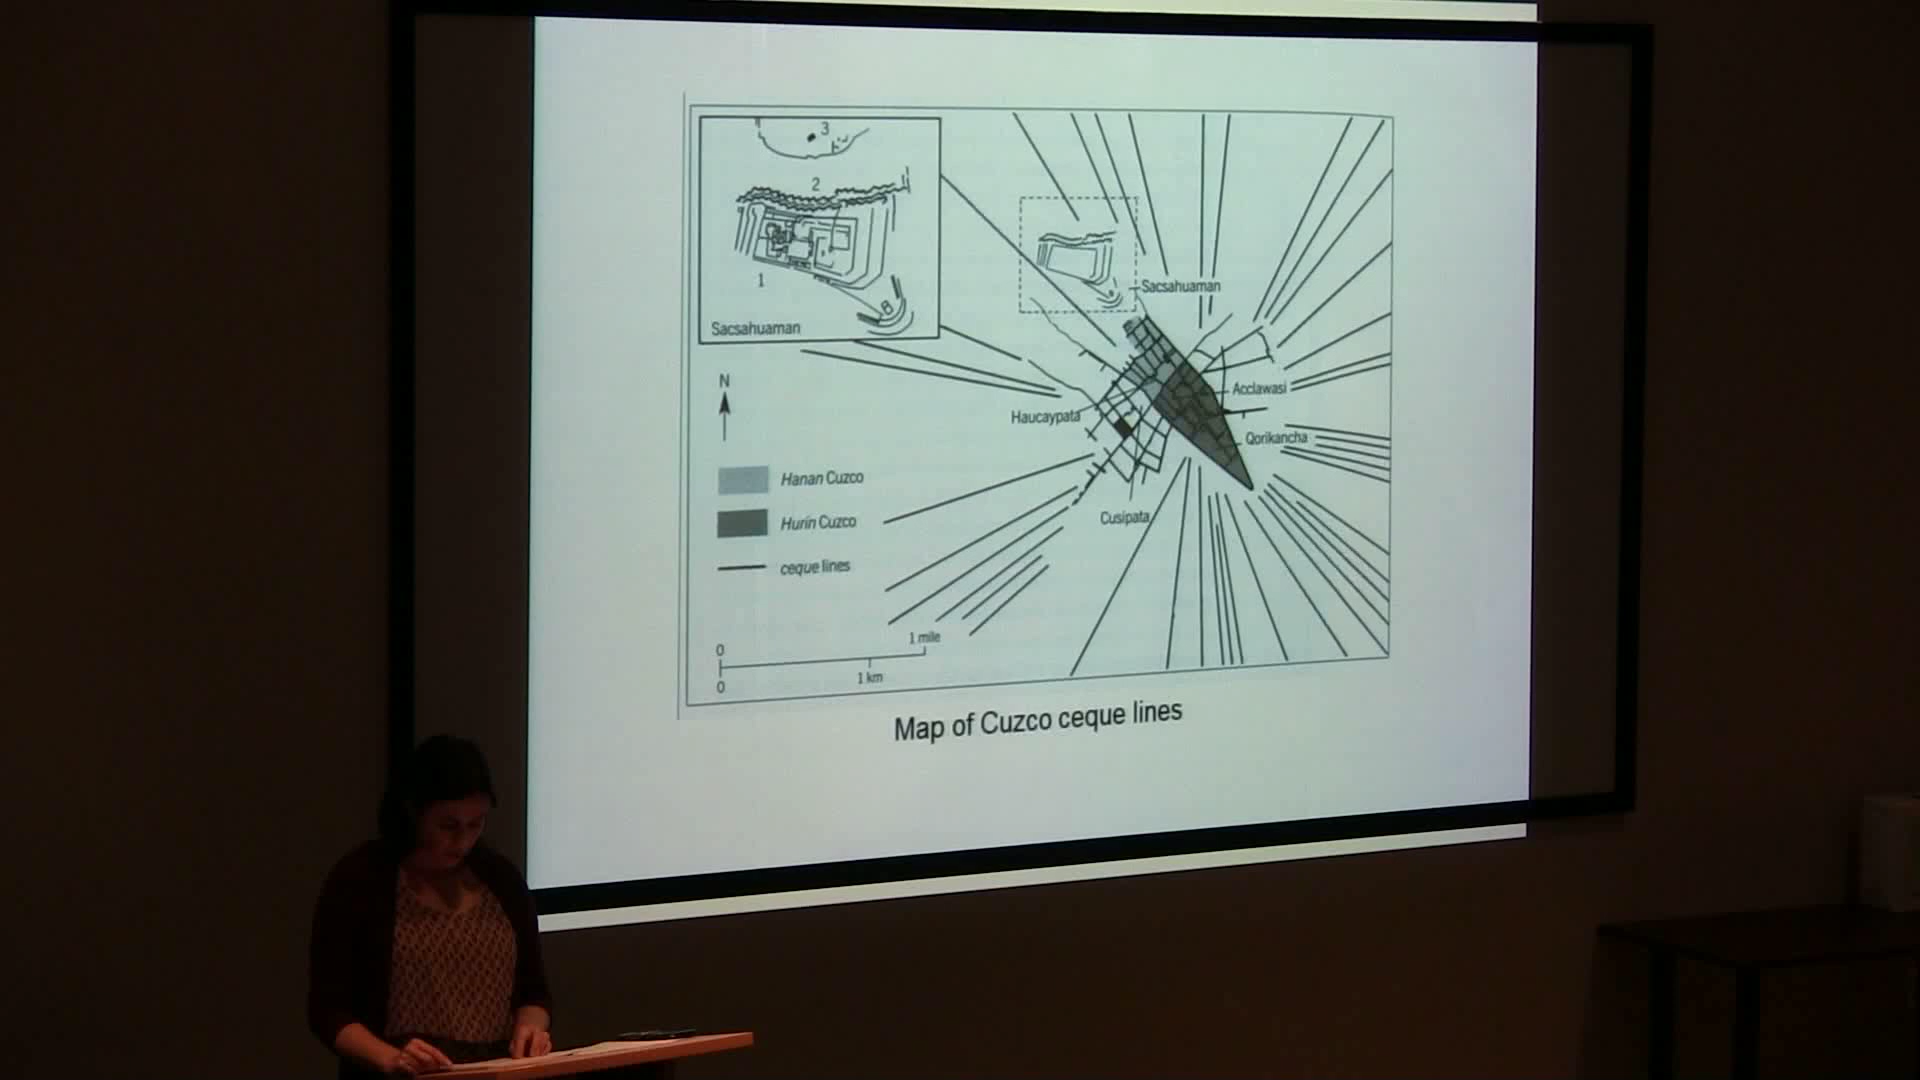 3
2
1
B
Sacsahuaman
Sacsahuaman
N
Acclawasi
Haucaypata
Qorikancha
Hanan Cuzco
Hurin Cuzco
Cusipata
ceque lines
1 mile
0
1 km
0
Map of Cuzco ceque lines